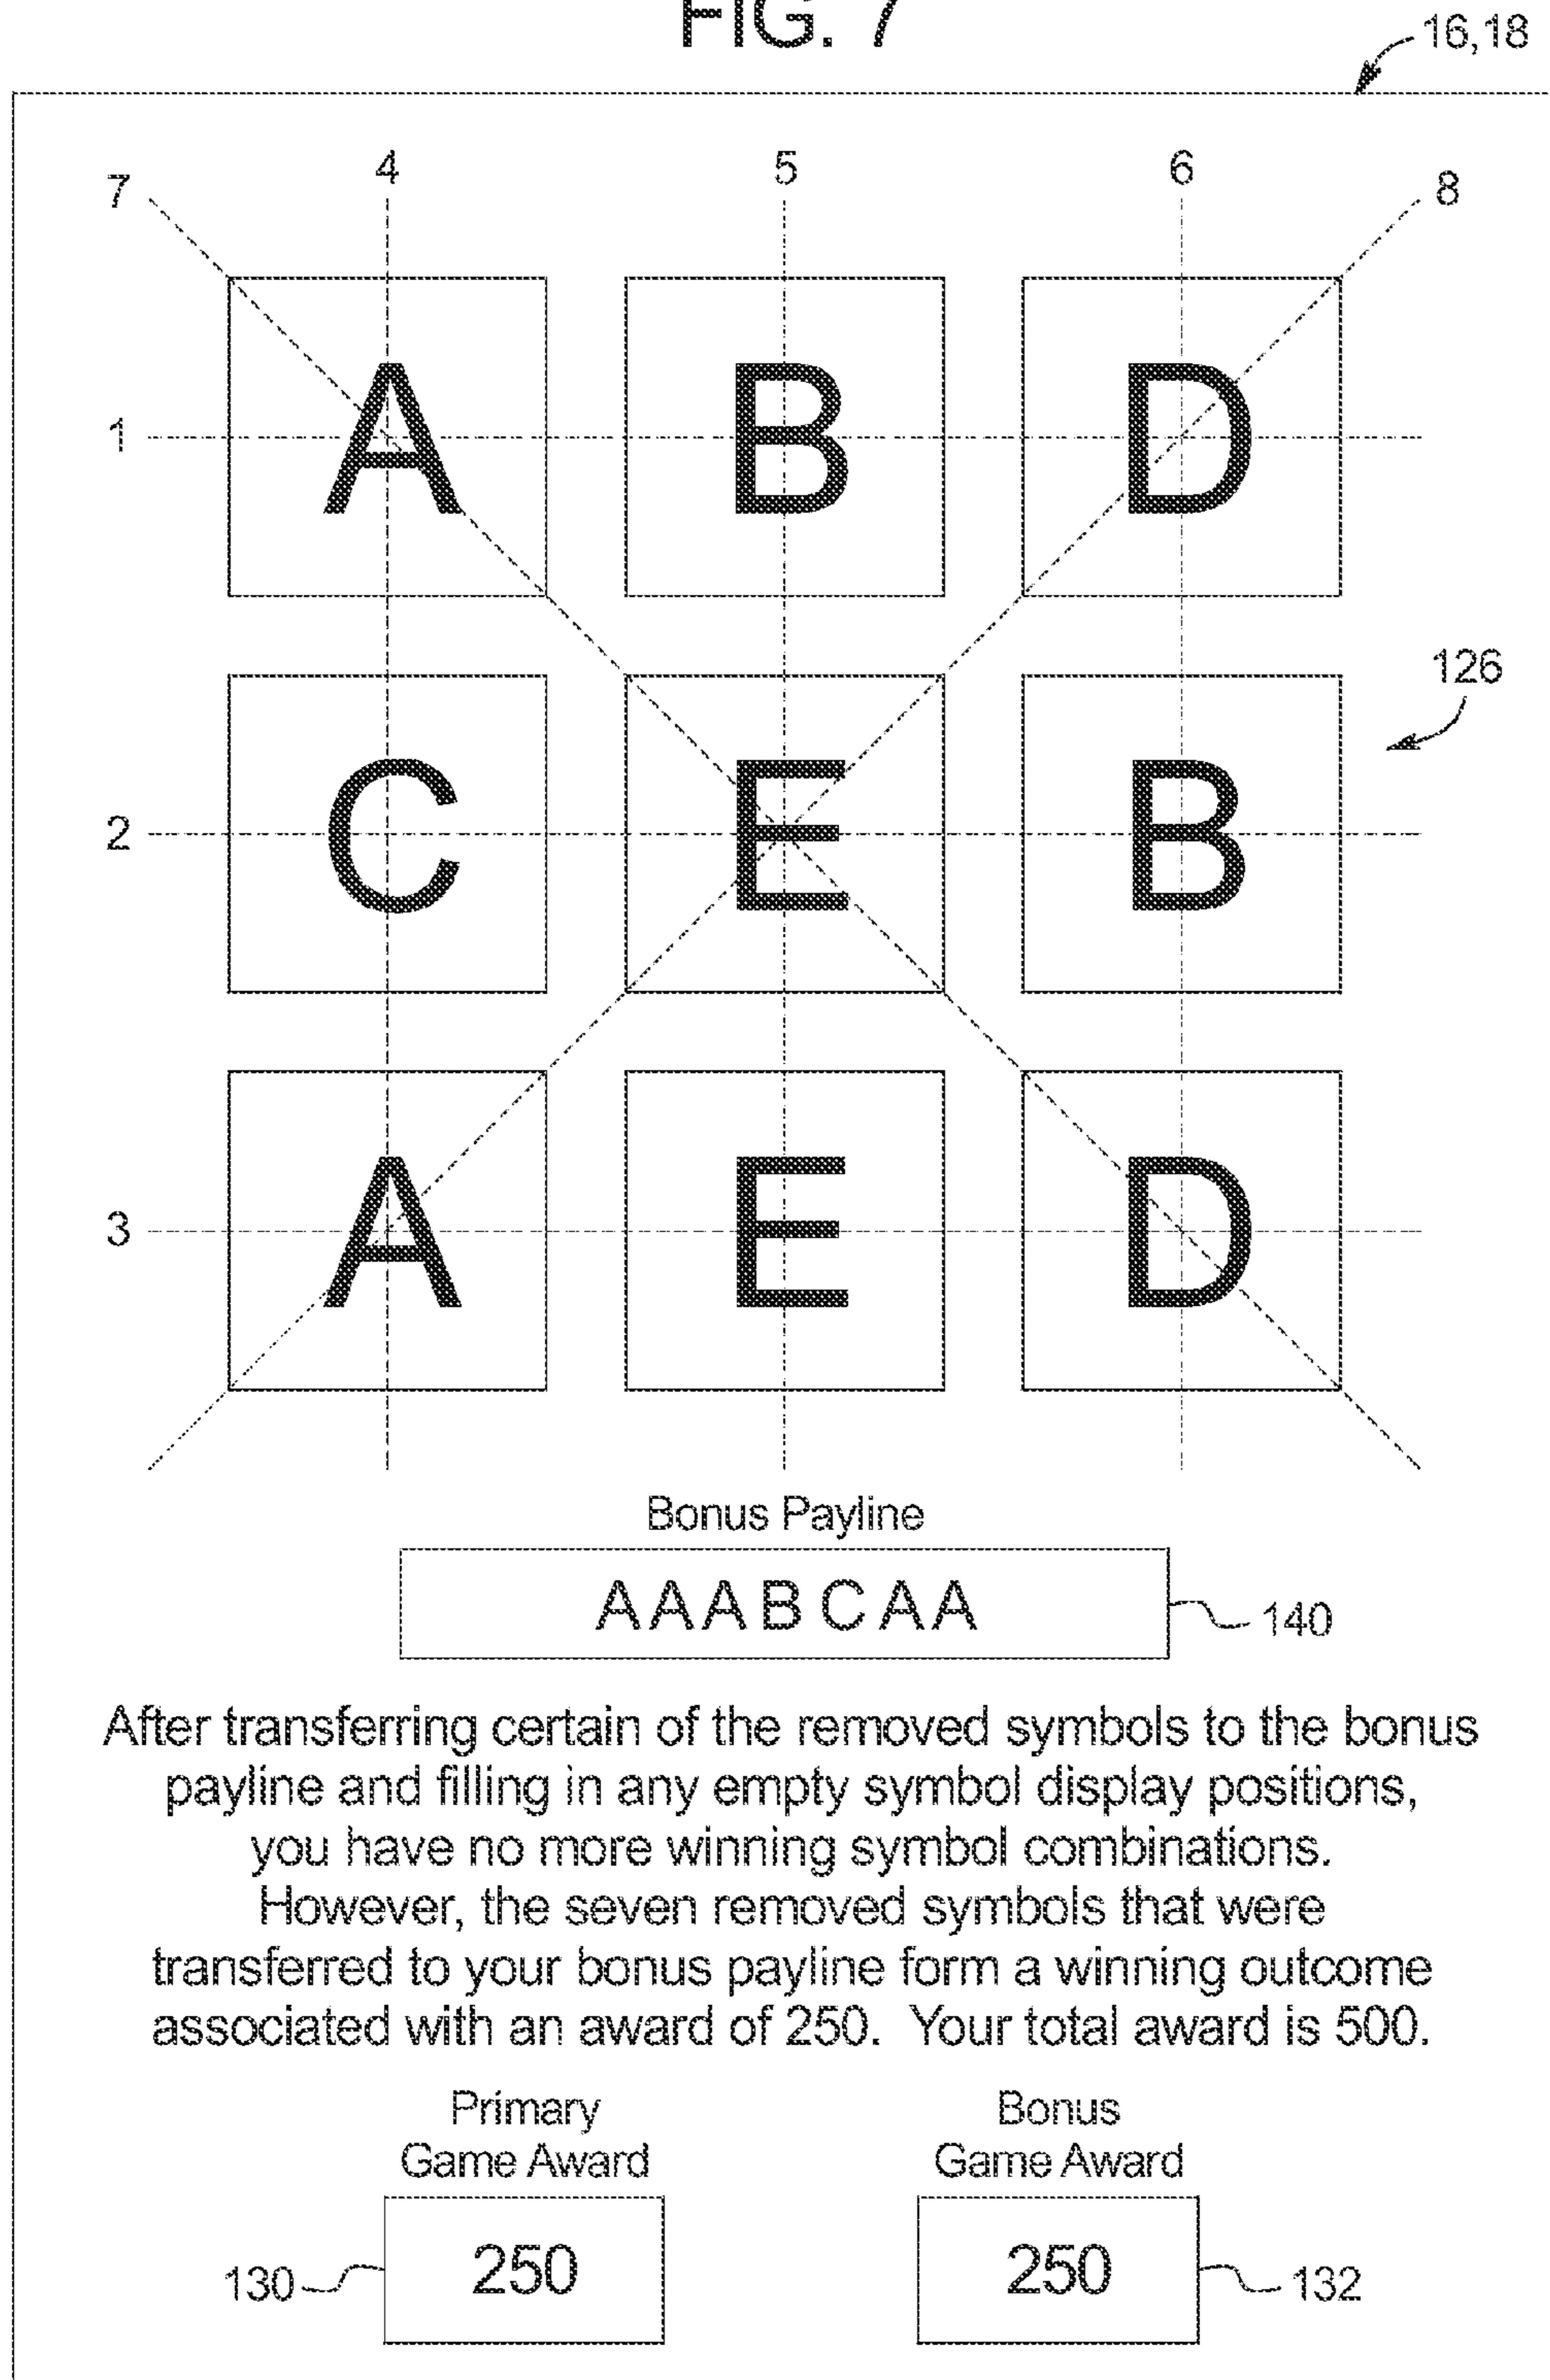 FIG. 7
16,18
4 5 6
7 8
1 A B D
126
2 C E B
3 A E D
Bonus Payline
AAABCAA
140
After transferring certain of the removed symbols to the bonus
payline and filling in any empty symbol display positions,
you have no more winning symbol combinations.
However, the seven removed symbols that were
transferred to your bonus payline form a winning outcome
associated with an award of 250. Your total award is 500.
Primary Bonus
Game Award Game Award
130 250 250 132